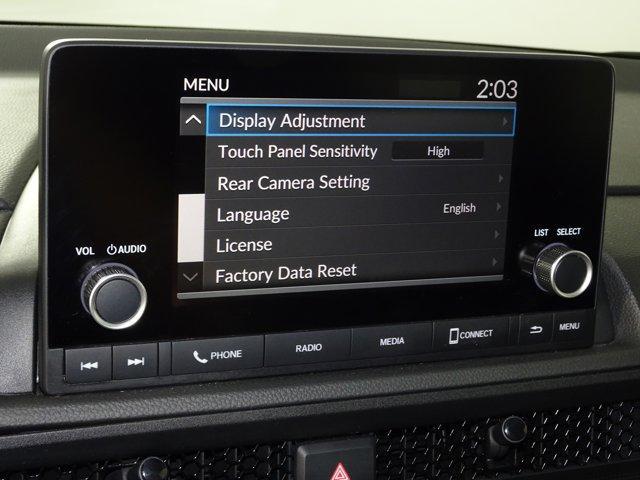 MENU 2:03
Display Adjustment
Touch Panel Sensitivity High
Rear Camera Setting
Language English
License
Factory Data Reset
VOL AUDIO
LIST SELECT
PHONE RADIO MEDIA CONNECT MENU